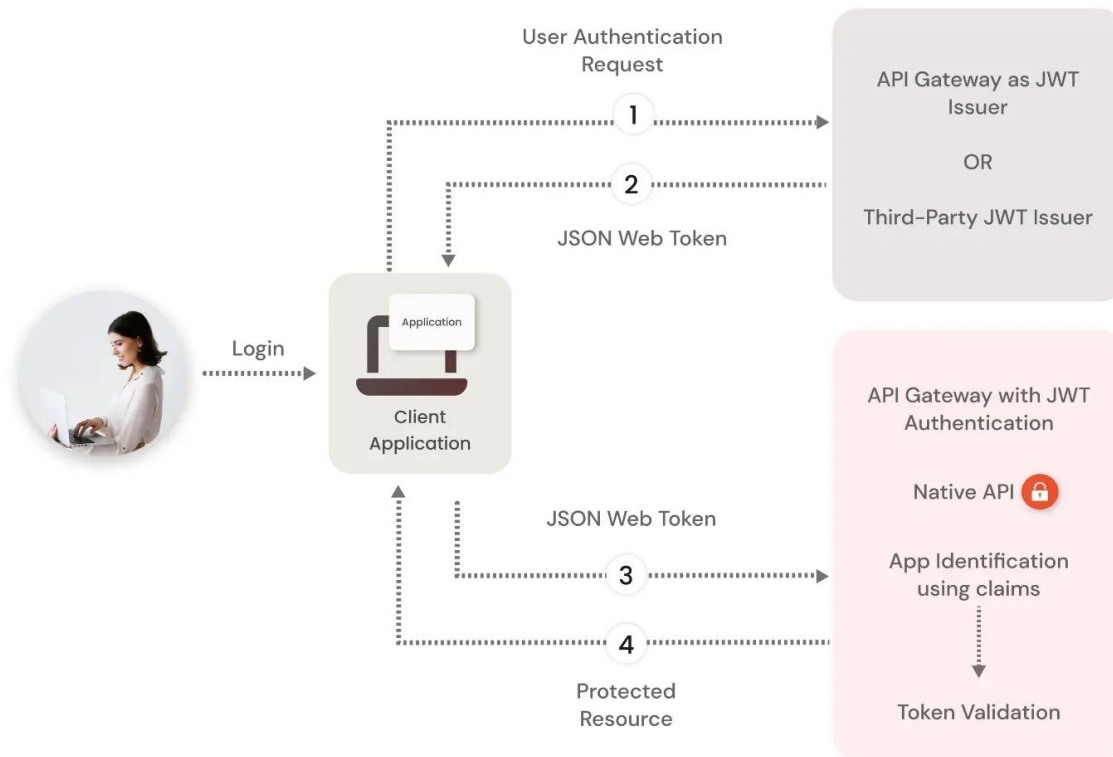 User Authentication
Request
1
API Gateway as JWT
Issuer
OR
Third-Party JWT Issuer
2
JSON Web Token
Login
Application
Client
Application
API Gateway with JWT
Authentication
Native API
JSON Web Token
3
App Identification
using claims
4
Protected
Resource
Token Validation